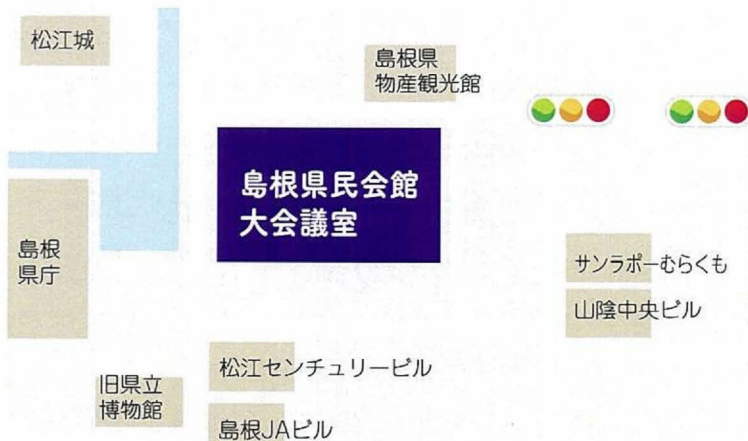 松江城
島根県
物産観光館
島根県民会館
大会議室
島根
県庁
サンラポーむらくも
山陰中央ビル
松江センチュリービル
旧県立
博物館
島根JAビル